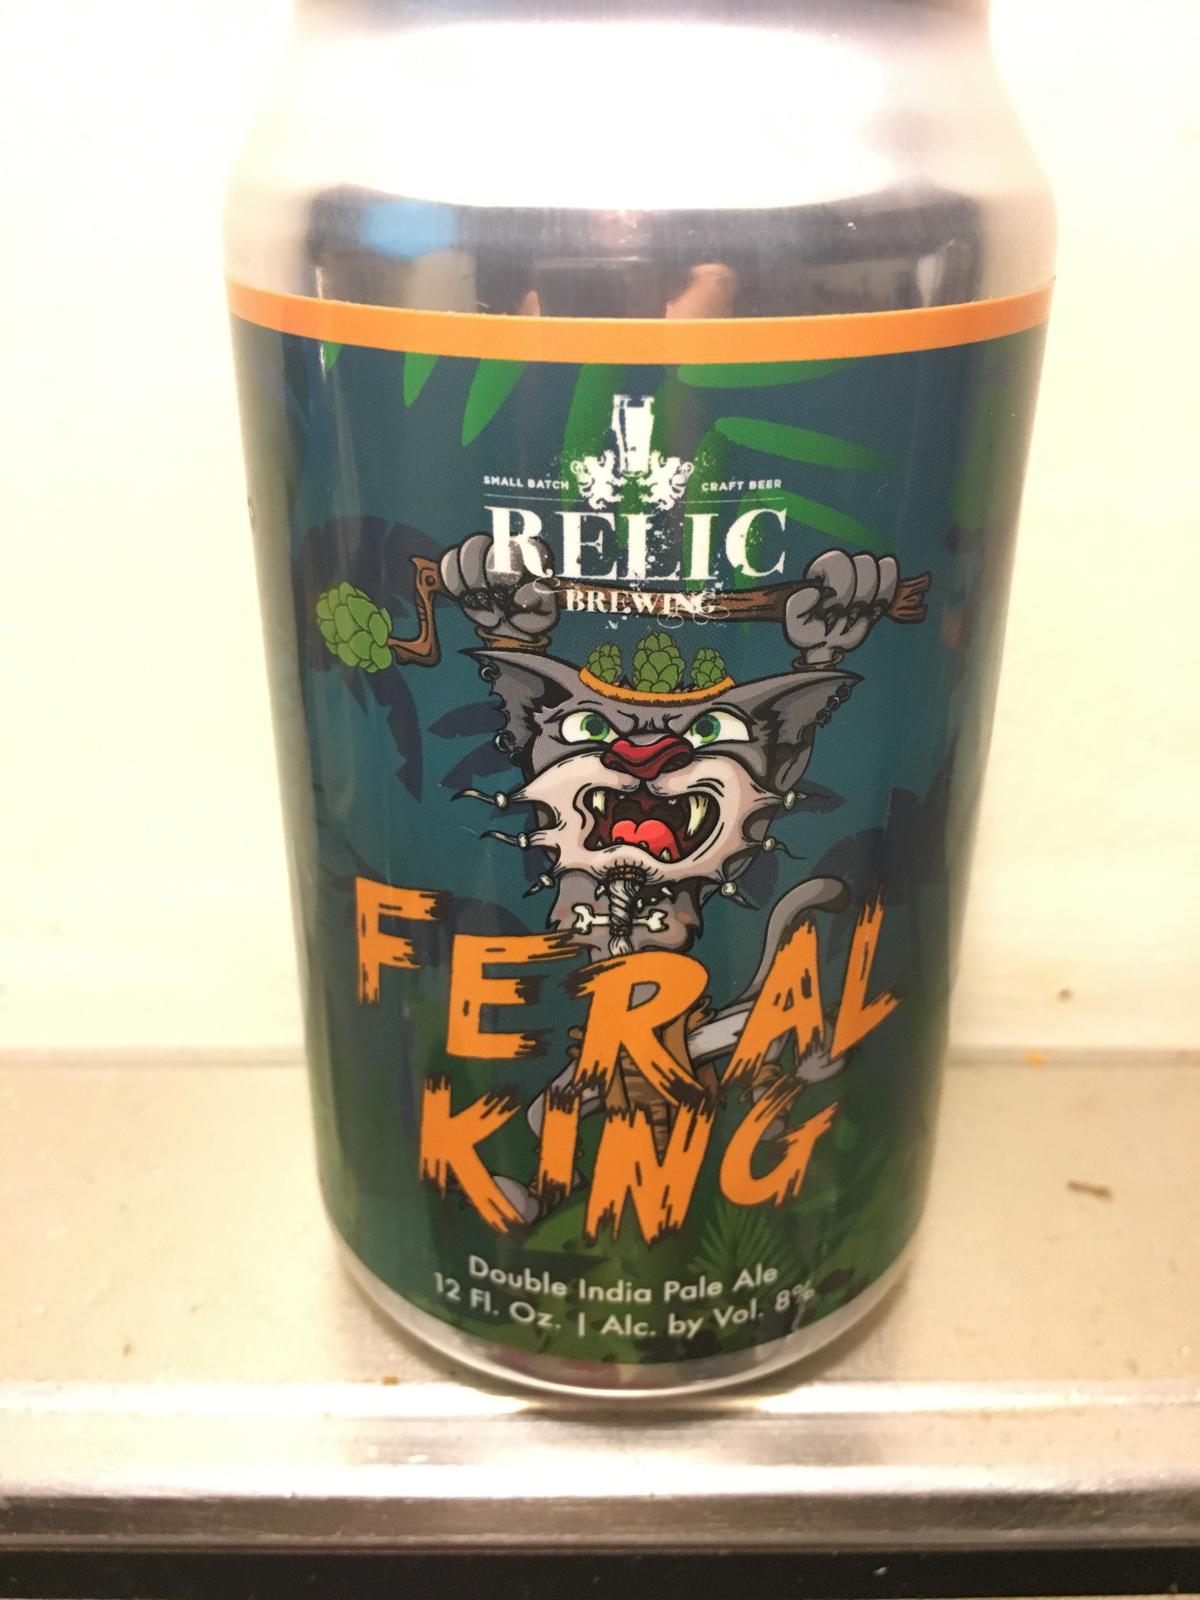 SMALL BATCH CRAFT BEER
RELIC
BREWING
FERAL
KING
Double India Pale Ale
12 Fl. Oz. | Alc. by Vol. 8%